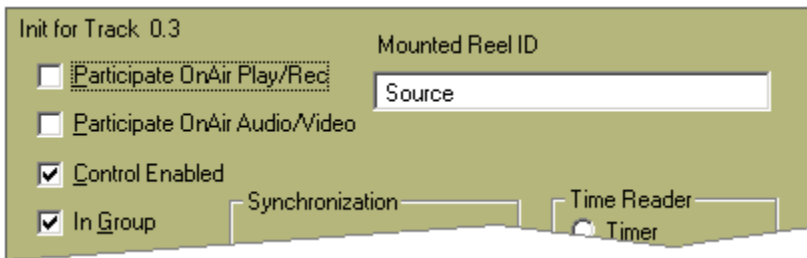 Init for Track 0.3
Mounted Reel ID
Participate OnAir Play/Rec
Source
Participate OnAir Audio/Video
Control Enabled
In Group
Synchronization
Time Reader
Timer